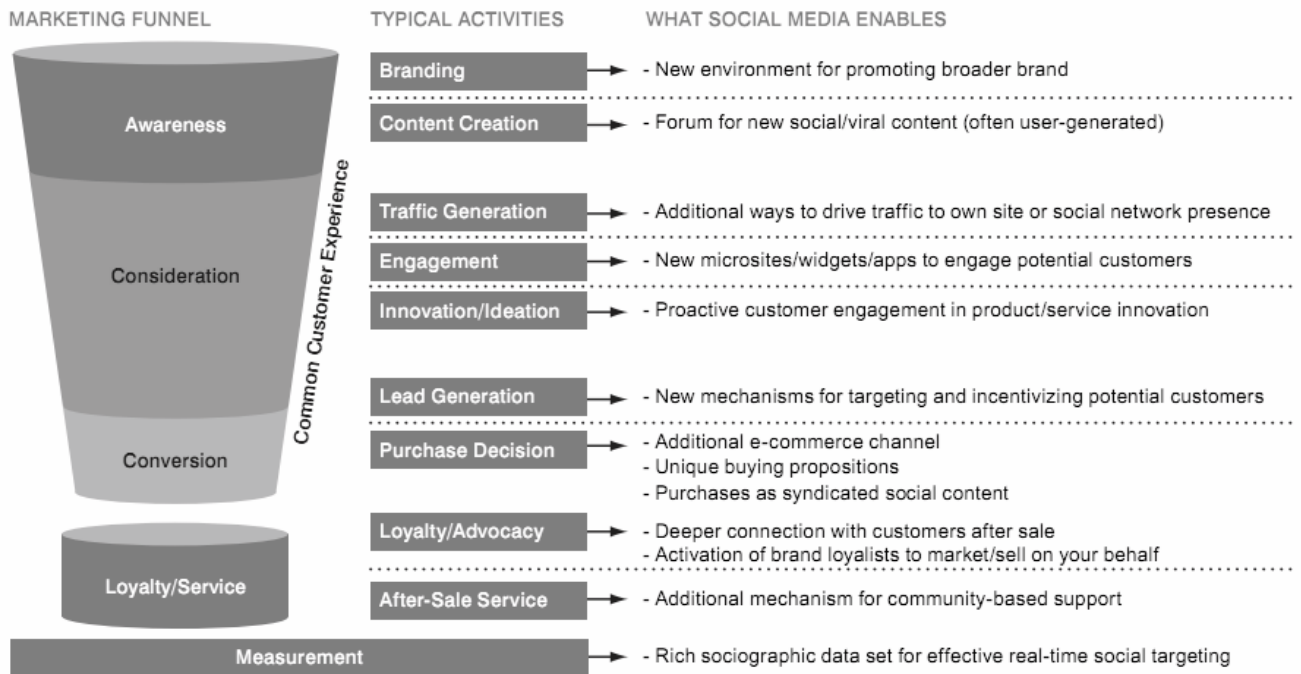 MARKETING FUNNEL
TYPICAL ACTIVITIES
WHAT SOCIAL MEDIA ENABLES
Awareness
Consideration
Conversion
Common Customer Experience
Loyalty/Service
Branding
- New environment for promoting broader brand
Content Creation
- Forum for new social/viral content (often user-generated)
Traffic Generation
- Additional ways to drive traffic to own site or social network presence
Engagement
- New microsites/widgets/apps to engage potential customers
Innovation/Ideation
- Proactive customer engagement in product/service innovation
Lead Generation
- New mechanisms for targeting and incentivizing potential customers
Purchase Decision
- Additional e-commerce channel
- Unique buying propositions
- Purchases as syndicated social content
Loyalty/Advocacy
- Deeper connection with customers after sale
- Activation of brand loyalists to market/sell on your behalf
After-Sale Service
- Additional mechanism for community-based support
Measurement
- Rich sociographic data set for effective real-time social targeting